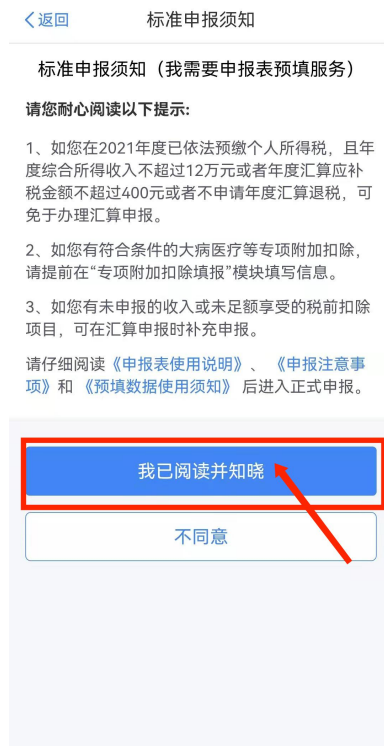 返回
标准申报须知
标准申报须知（我需要申报表预填服务）
请您耐心阅读以下提示:
1、如您在2021年度已依法预缴个人所得税，且年
度综合所得收入不超过12万元或者年度汇算应补
税金额不超过400元或者不申请年度汇算退税，可
免于办理汇算申报。
2、如您有符合条件的大病医疗等专项附加扣除，
请提前在“专项附加扣除填报”模块填写信息。
3、如您有未申报的收入或未足额享受的税前扣除
项目，可在汇算申报时补充申报。
请仔细阅读《申报表使用说明》、《申报注意事
项》和《预填数据使用须知》后进入正式申报。
我已阅读并知晓
不同意